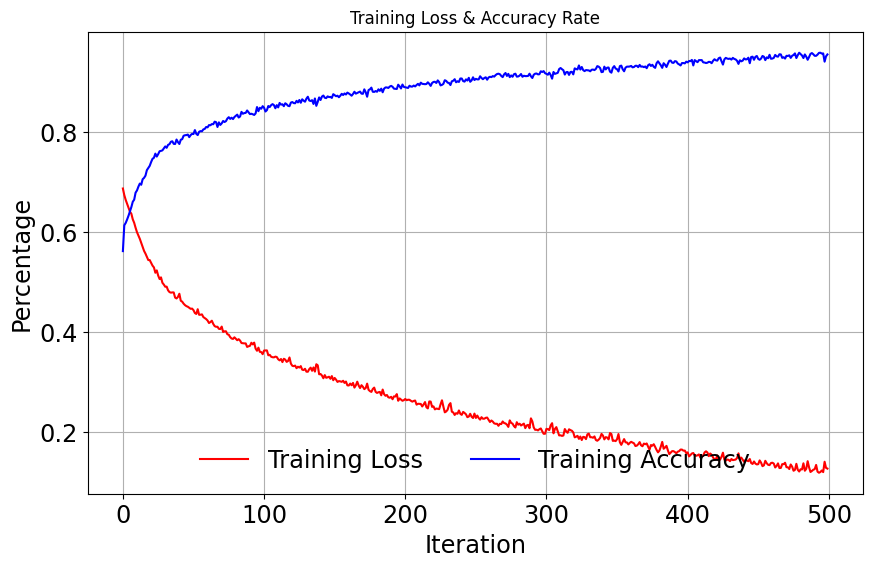 Training Loss & Accuracy Rate
0.8
0.6
0.4
0.2
Percentage
Training Loss
Training Accuracy
0 100 200 300 400 500
Iteration